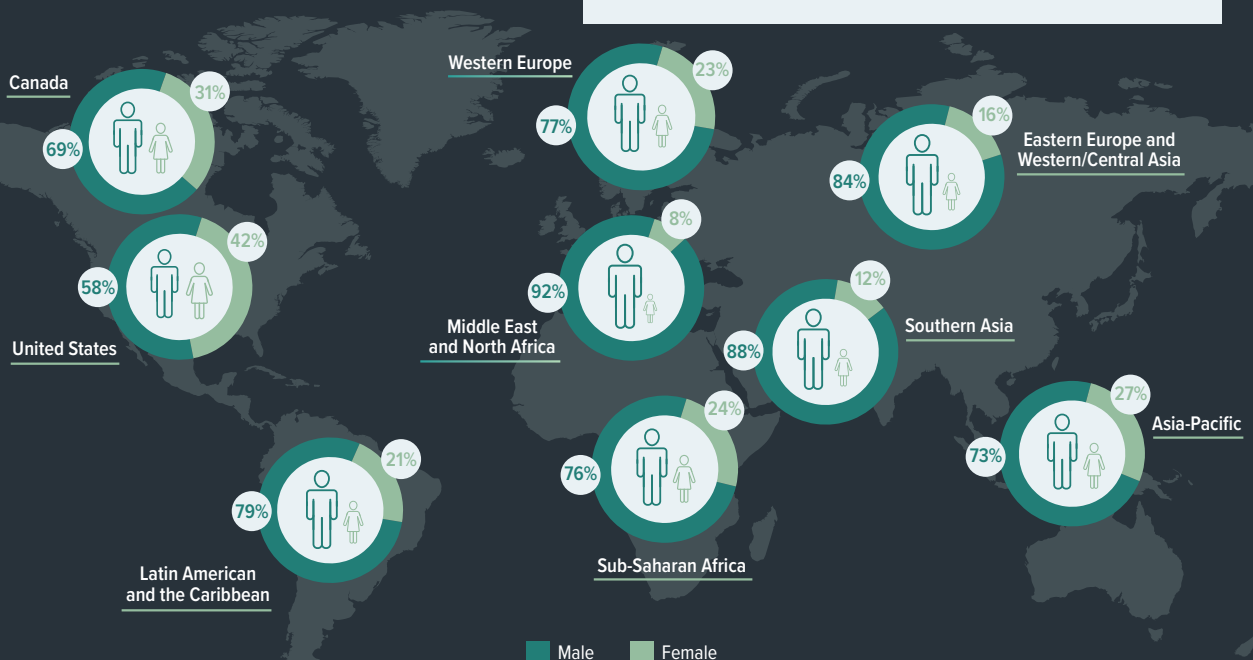 Canada
31%
69%
42%
58%
United States
21%
79%
Latin American
and the Caribbean
Western Europe
23%
77%
8%
92%
Middle East
and North Africa
24%
76%
Sub-Saharan Africa
16%
84%
Eastern Europe and
Western/Central Asia
12%
88%
Southern Asia
27%
73%
Asia-Pacific
Male
Female